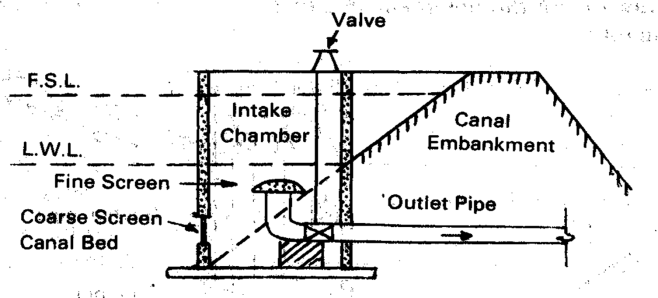 Valve
F.S.L.
Intake
Chamber
Canal
Embankment
L.W.L.
Fine Screen
Outlet Pipe
Coarse Screen
Canal Bed